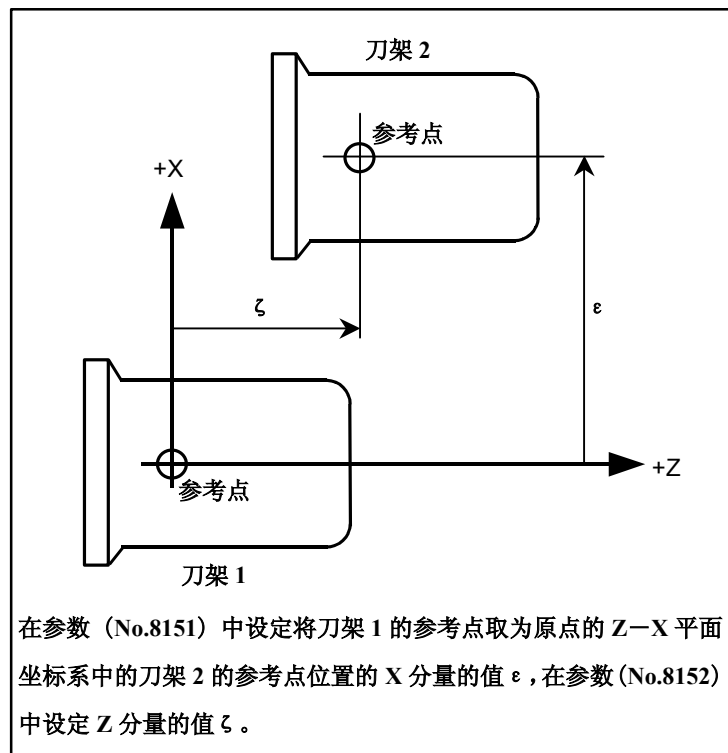 刀架 2
参考点
+X
ζ
ε
+Z
参考点
刀架 1
在参数（No.8151）中设定将刀架 1 的参考点取为原点的 Z－X 平面
坐标系中的刀架 2 的参考点位置的 X 分量的值 ε，在参数（No.8152）
中设定 Z 分量的值 ζ。